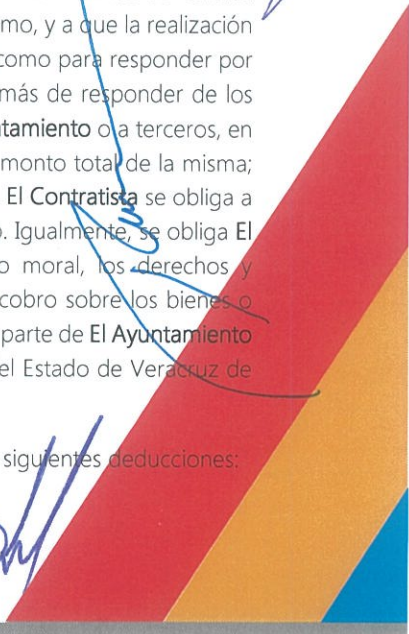 mo, y a que la realización
como para responder por
más de responder de los
tamiento o a terceros, en
monto total de la misma;
El Contratista se obliga a
o. Igualmente, se obliga El
o moral, los derechos y
cobro sobre los bienes o
parte de El Ayuntamiento
el Estado de Veracruz de
siguientes deducciones: